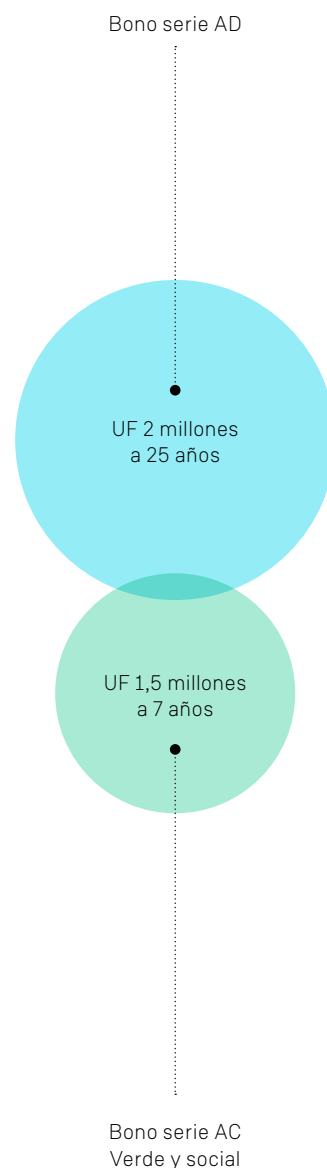 Bono serie AD
UF 2 millones
a 25 años
UF 1,5 millones
a 7 años
Bono serie AC
Verde y social